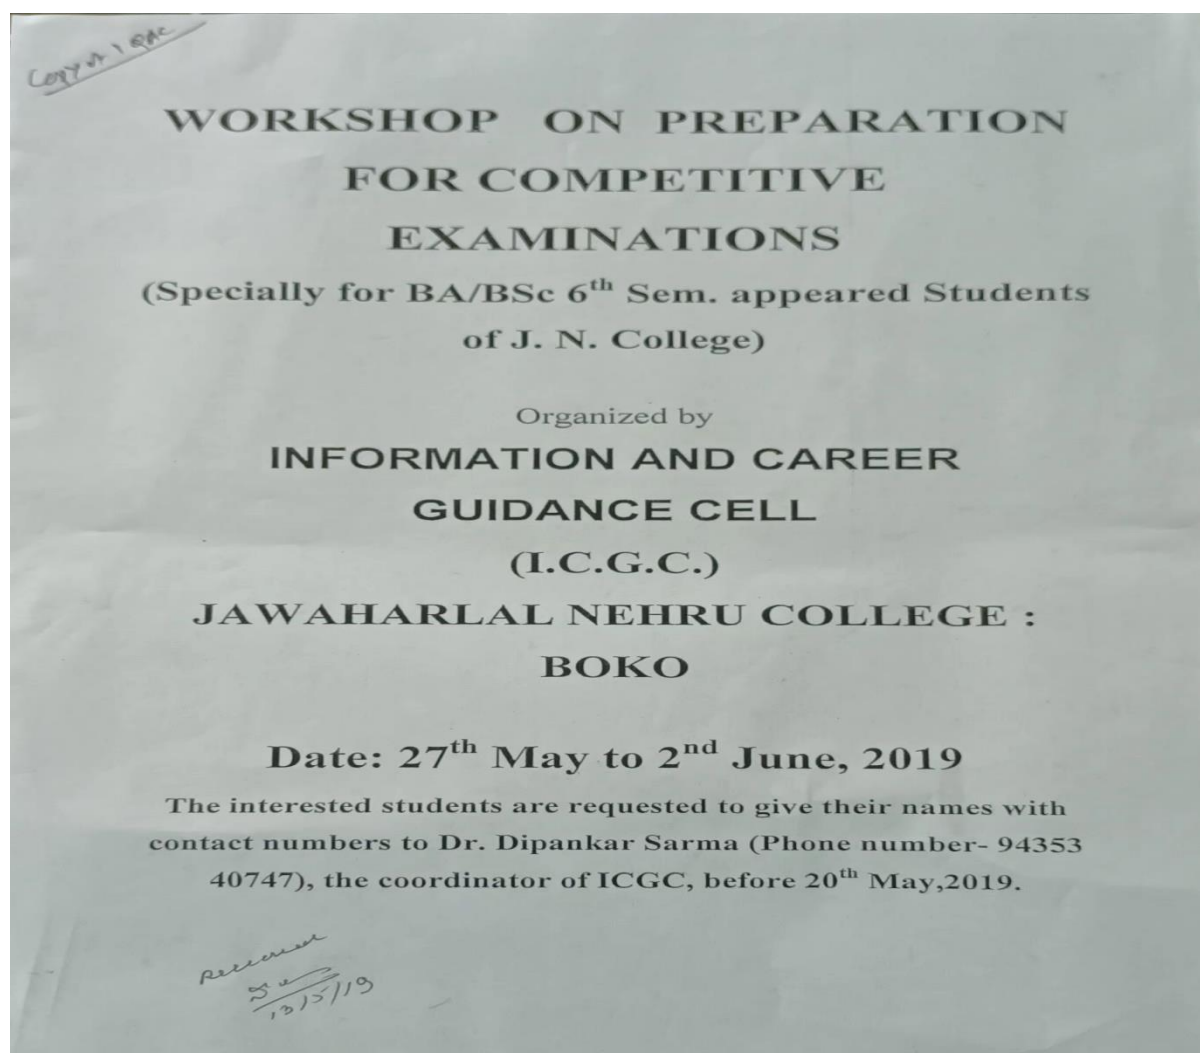 Copy of IQAC
WORKSHOP ON PREPARATION
FOR COMPETITIVE
EXAMINATIONS
(Specially for BA/BSc 6th Sem. appeared Students
of J. N. College)
Organized by
INFORMATION AND CAREER
GUIDANCE CELL
(I.C.G.C.)
JAWAHARLAL NEHRU COLLEGE :
BOKO
Date: 27th May to 2nd June, 2019
The interested students are requested to give their names with
contact numbers to Dr. Dipankar Sarma (Phone number- 94353
40747), the coordinator of ICGC, before 20th May,2019.
13/5/19